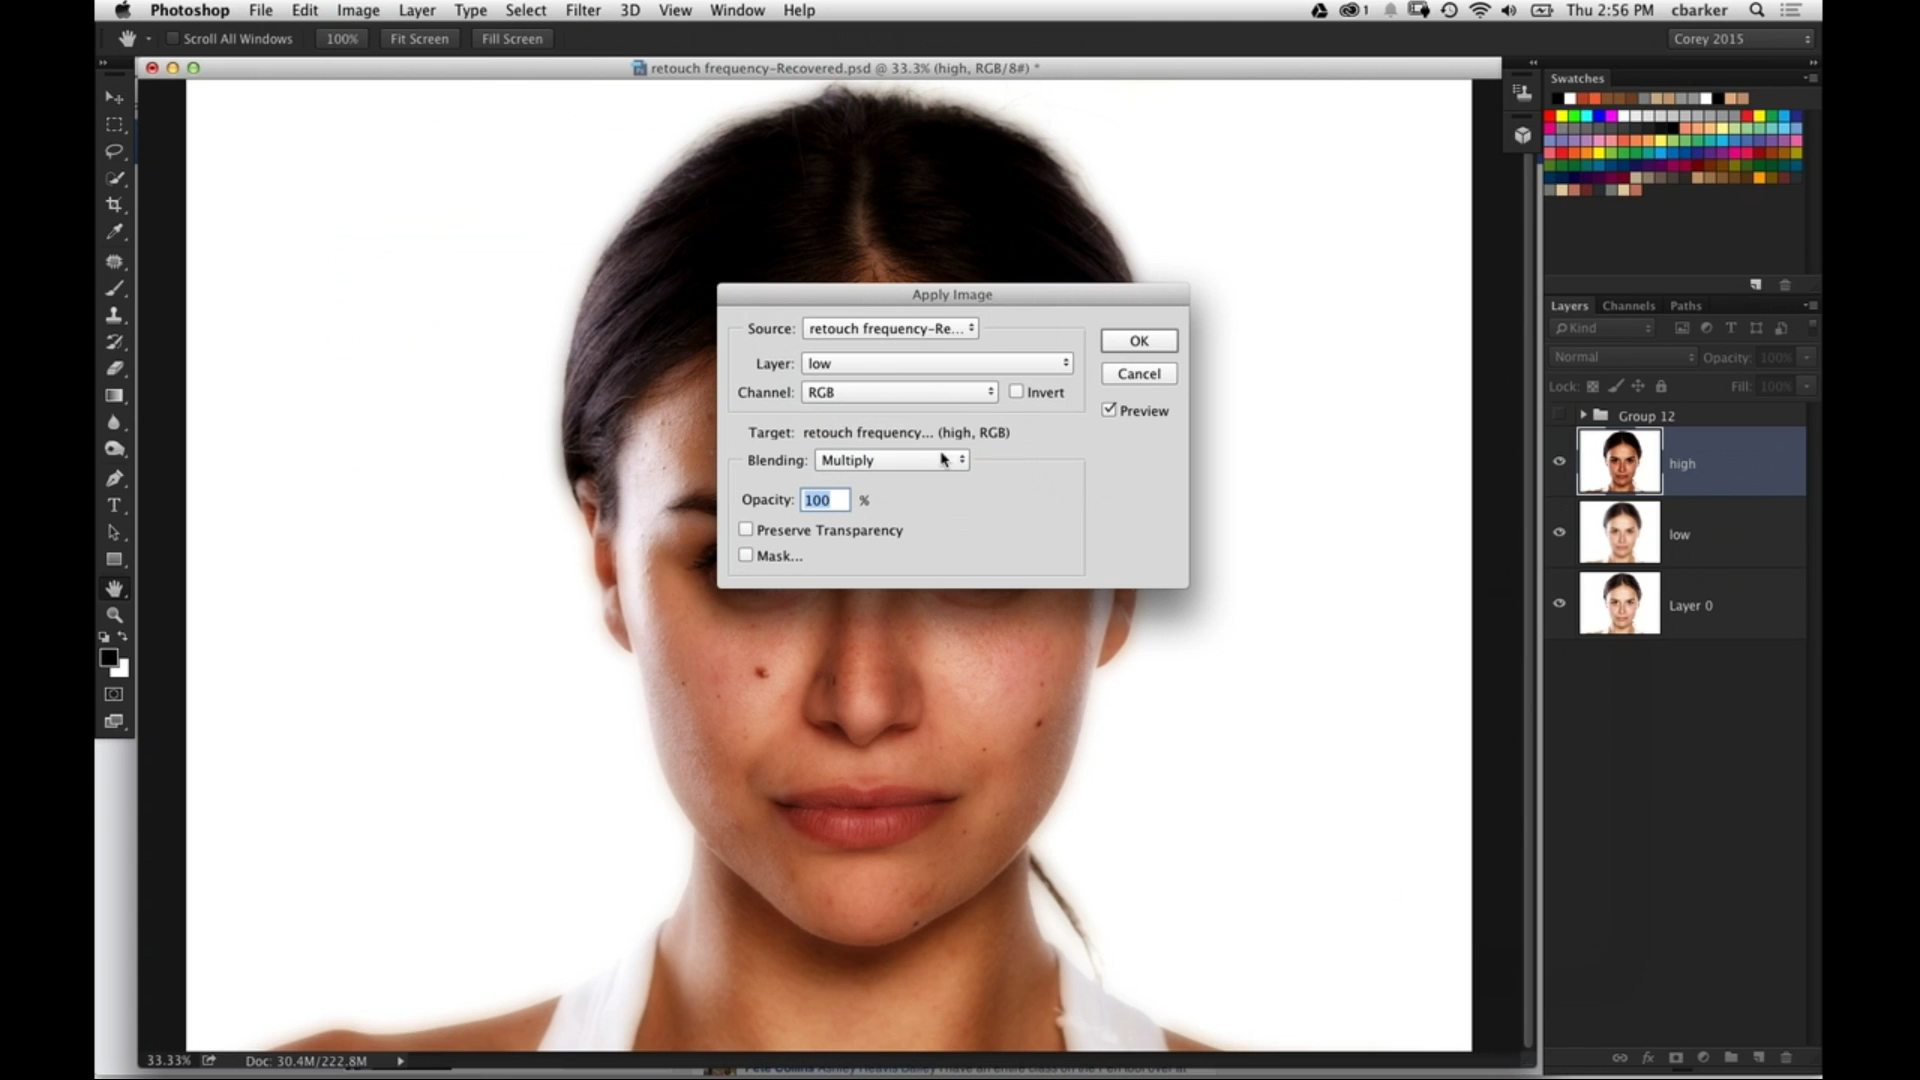 Photoshop File Edit Image Layer Type Select Filter 3D View Window Help 1 Thu 2:56 PM cbarker
Scroll All Windows 100% Fit Screen Fill Screen Corey 2015
retouch frequency-Recovered.psd @ 33.3% (high, RGB/8#) *
Swatches
Apply Image
Source: retouch frequency-Re...
OK
Layer: low
Cancel
Channel: RGB Invert
Preview
Target: retouch frequency... (high, RGB)
Blending: Multiply
Opacity: 100 %
Preserve Transparency
Mask...
Layers Channels Paths
Kind
Normal Opacity: 100%
Lock: Fill: 100%
Group 12
high
low
Layer 0
fx
33.33% Doc: 30.4M/222.8M